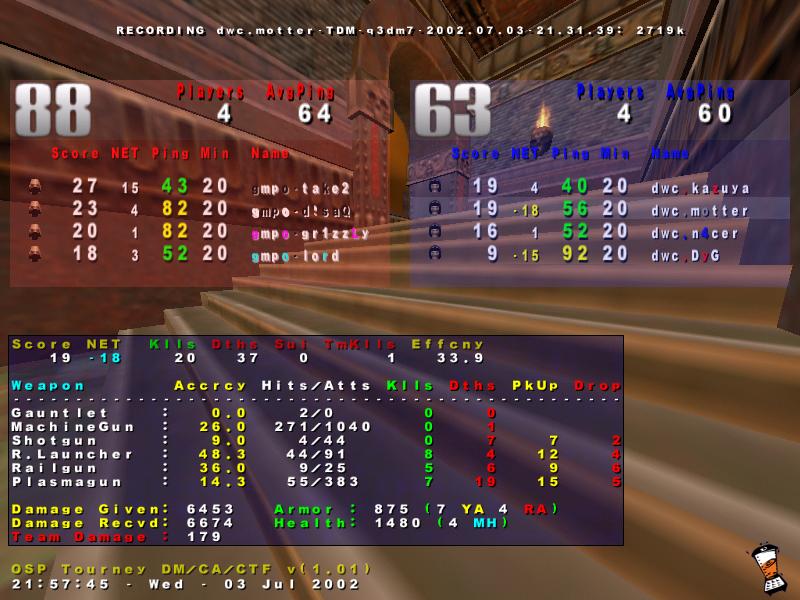 RECORDING dwc.motter-TDM-q3dm7-2002.07.03-21.31.39: 2719k
88 Players AvgPing
4 64
Score NET Ping Min Name
27 15 43 20 gmpo-take2
23 4 82 20 gmpo-d!saQ
20 1 82 20 gmpo-gr1zzLy
18 3 52 20 gmpo-lord
63 Players AvgPing
4 60
Score NET Ping Min Name
19 4 40 20 dwc.kazuya
19 -18 56 20 dwc.motter
16 1 52 20 dwc.n4cer
9 -15 92 20 dwc.DyG
Score NET Klls Dths Sui TmKlls Effcny
19 -18 20 37 0 1 33.9
Weapon Accrcy Hits/Atts Klls Dths PkUp Drop
Gauntlet : 0.0 2/0 0 0
MachineGun : 26.0 271/1040 0 1
Shotgun : 9.0 4/44 0 7 7 2
R.Launcher : 48.3 44/91 8 4 12 4
Railgun : 36.0 9/25 5 6 9 6
Plasmagun : 14.3 55/383 7 19 15 5
Damage Given: 6453 Armor : 875 (7 YA 4 RA)
Damage Recvd: 6674 Health: 1480 (4 MH)
Team Damage : 179
OSP Tourney DM/CA/CTF v(1.01)
21:57:45 - Wed - 03 Jul 2002